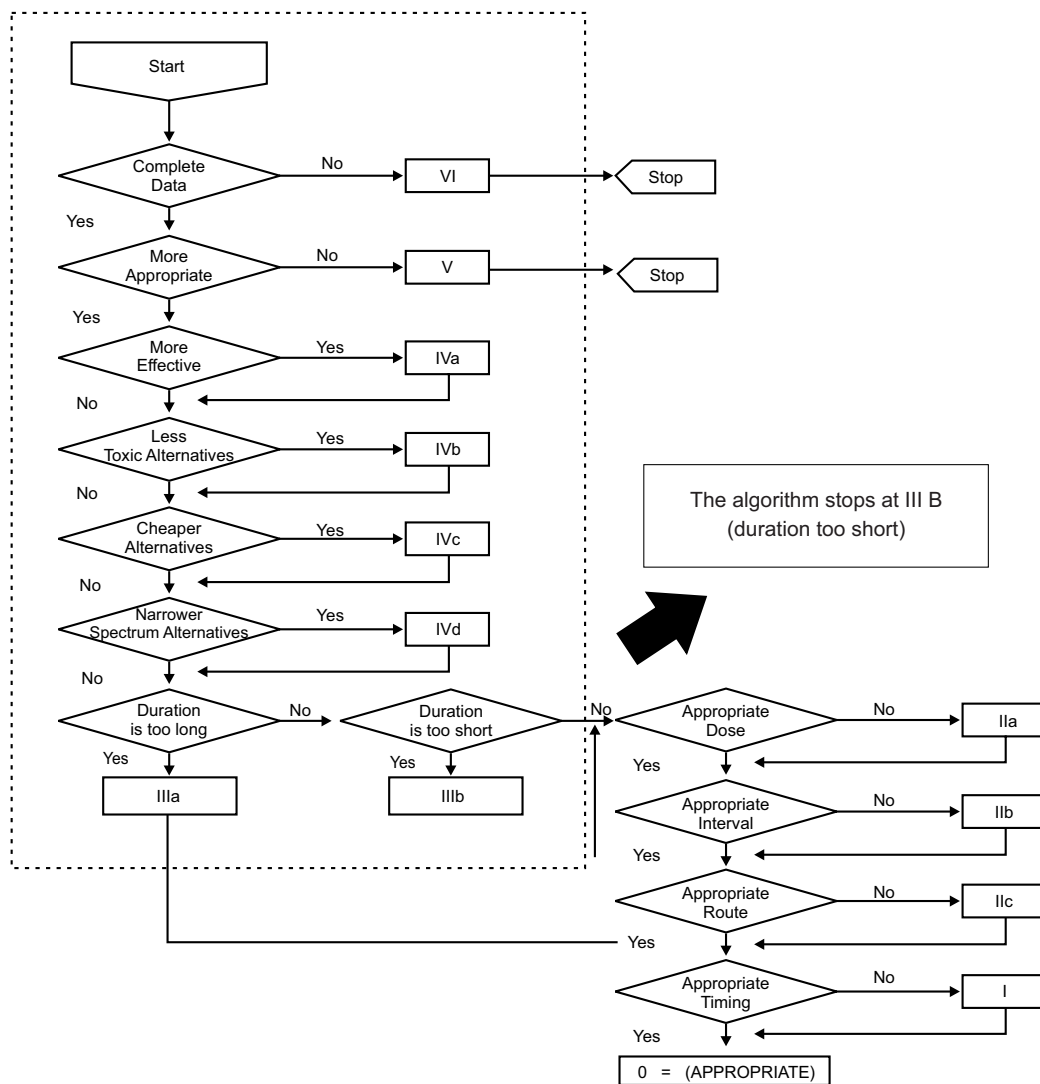 Start
Complete
Data
No
VI
Stop
Yes
More
Appropriate
No
V
Stop
Yes
More
Effective
Yes
IVa
No
Less
Toxic Alternatives
Yes
IVb
No
Cheaper
Alternatives
Yes
IVc
No
Narrower
Spectrum Alternatives
Yes
IVd
No
The algorithm stops at III B
(duration too short)
Duration
is too long
No
Duration
is too short
No
Yes
IIIa
Yes
IIIb
Appropriate
Dose
No
IIa
Yes
Appropriate
Interval
No
IIb
Yes
Appropriate
Route
No
IIc
Yes
Appropriate
Timing
No
I
Yes
0 = (APPROPRIATE)